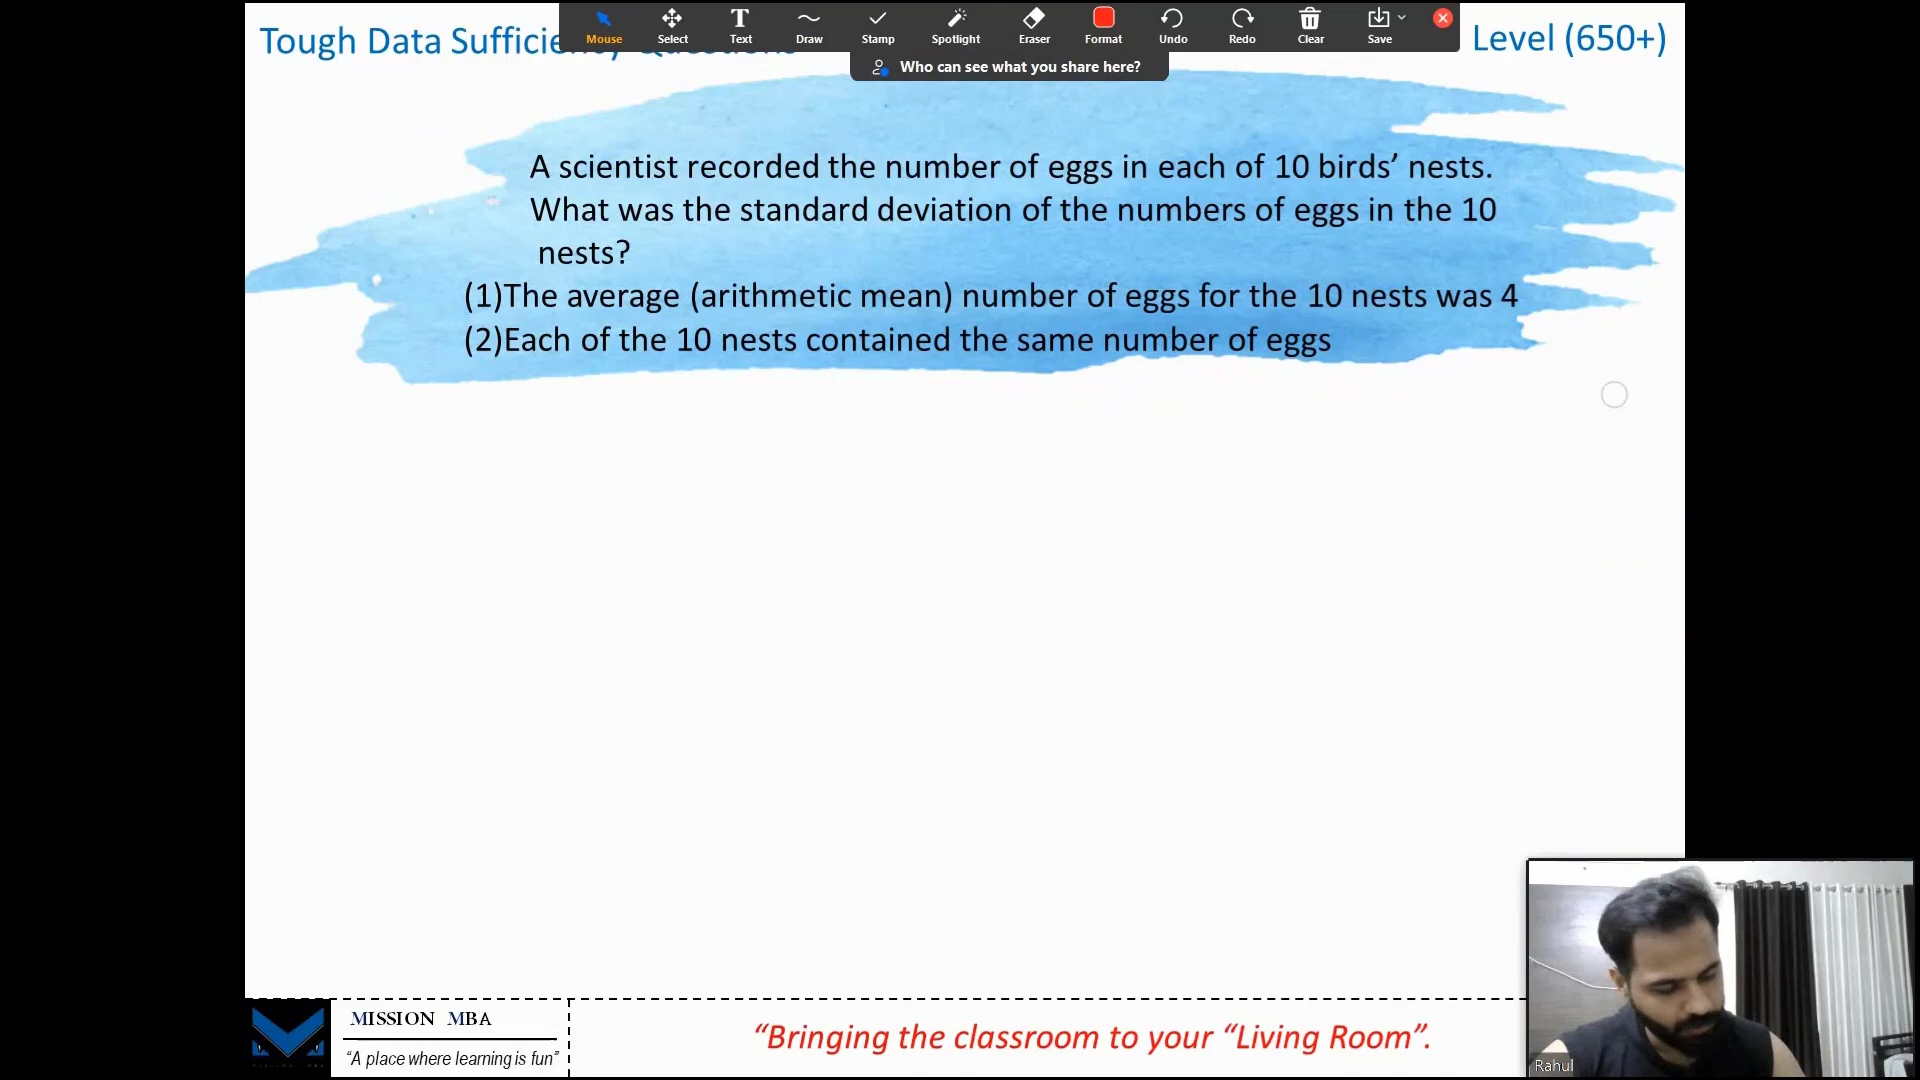 Tough Data Sufficiency Questions
Level (650+)
Mouse
Select
Text
Draw
Stamp
Spotlight
Eraser
Format
Undo
Redo
Clear
Save
Who can see what you share here?
A scientist recorded the number of eggs in each of 10 birds’ nests.
What was the standard deviation of the numbers of eggs in the 10
nests?
(1)The average (arithmetic mean) number of eggs for the 10 nests was 4
(2)Each of the 10 nests contained the same number of eggs
MISSION MBA
“A place where learning is fun”
“Bringing the classroom to your “Living Room”.
Rahul